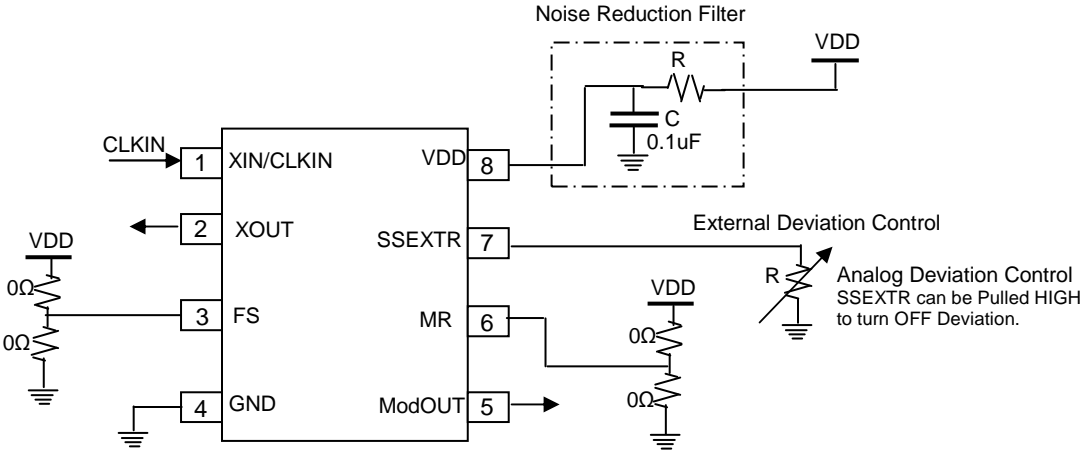 Noise Reduction Filter
VDD
R
C
0.1uF
CLKIN
1 XIN/CLKIN
VDD 8
2 XOUT
SSEXTR 7
External Deviation Control
R
Analog Deviation Control
SSEXTR can be Pulled HIGH
to turn OFF Deviation.
VDD
0Ω
0Ω
3 FS
MR 6
VDD
0Ω
0Ω
4 GND
ModOUT 5